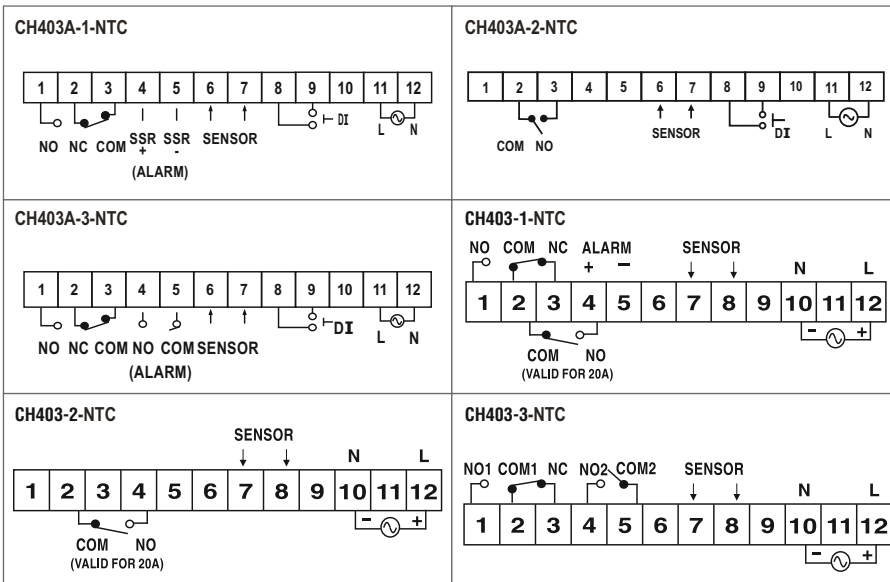 CH403A-1-NTC
1 2 3 4 5 6 7 8 9 10 11 12
NO NC COM SSR SSR SENSOR DI L N
+ -
(ALARM)
CH403A-2-NTC
1 2 3 4 5 6 7 8 9 10 11 12
COM NO SENSOR DI L N
CH403A-3-NTC
1 2 3 4 5 6 7 8 9 10 11 12
NO NC COM NO COM SENSOR DI L N
(ALARM)
CH403-1-NTC
NO COM NC ALARM SENSOR
+ - N L
1 2 3 4 5 6 7 8 9 10 11 12
- +
COM NO
(VALID FOR 20A)
CH403-2-NTC
SENSOR
N L
1 2 3 4 5 6 7 8 9 10 11 12
- +
COM NO
(VALID FOR 20A)
CH403-3-NTC
NO1 COM1 NC NO2 COM2 SENSOR
N L
1 2 3 4 5 6 7 8 9 10 11 12
- +